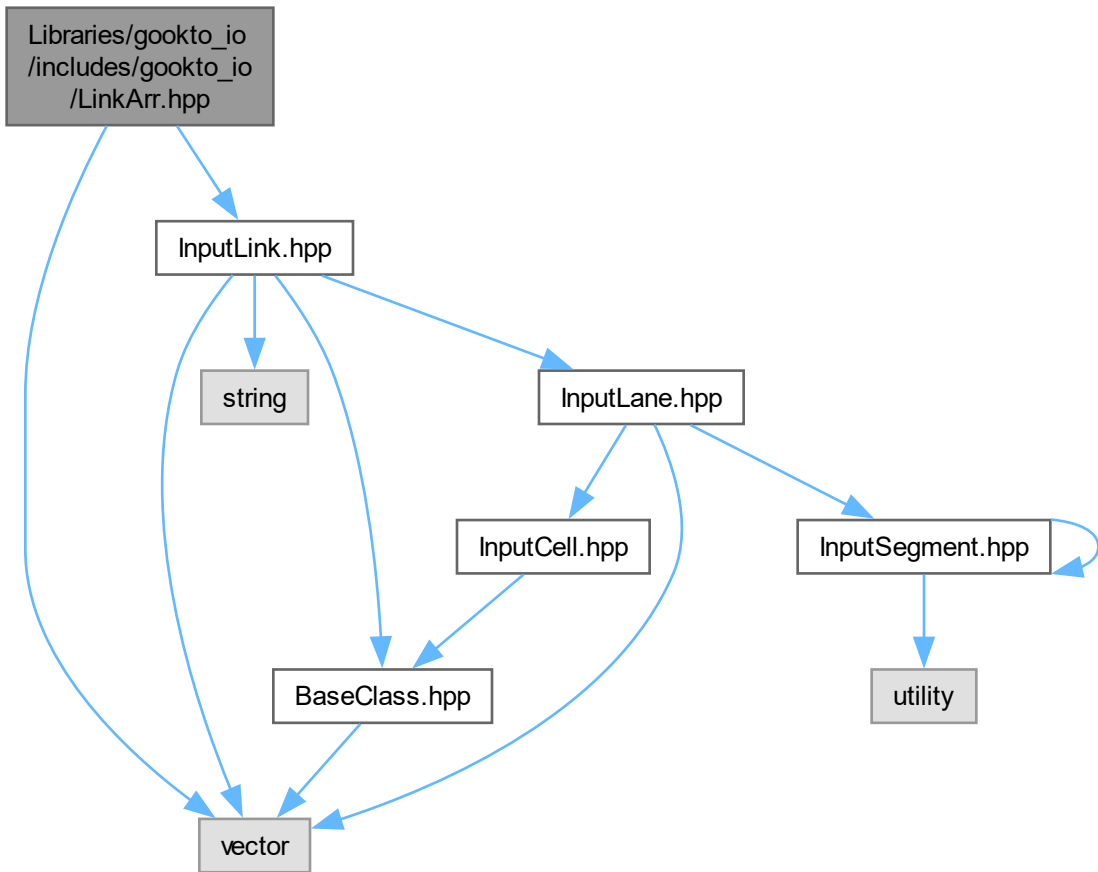 Libraries/gookto_io
/includes/gookto_io
/LinkArr.hpp
InputLink.hpp
string
InputLane.hpp
InputCell.hpp
InputSegment.hpp
BaseClass.hpp
utility
vector